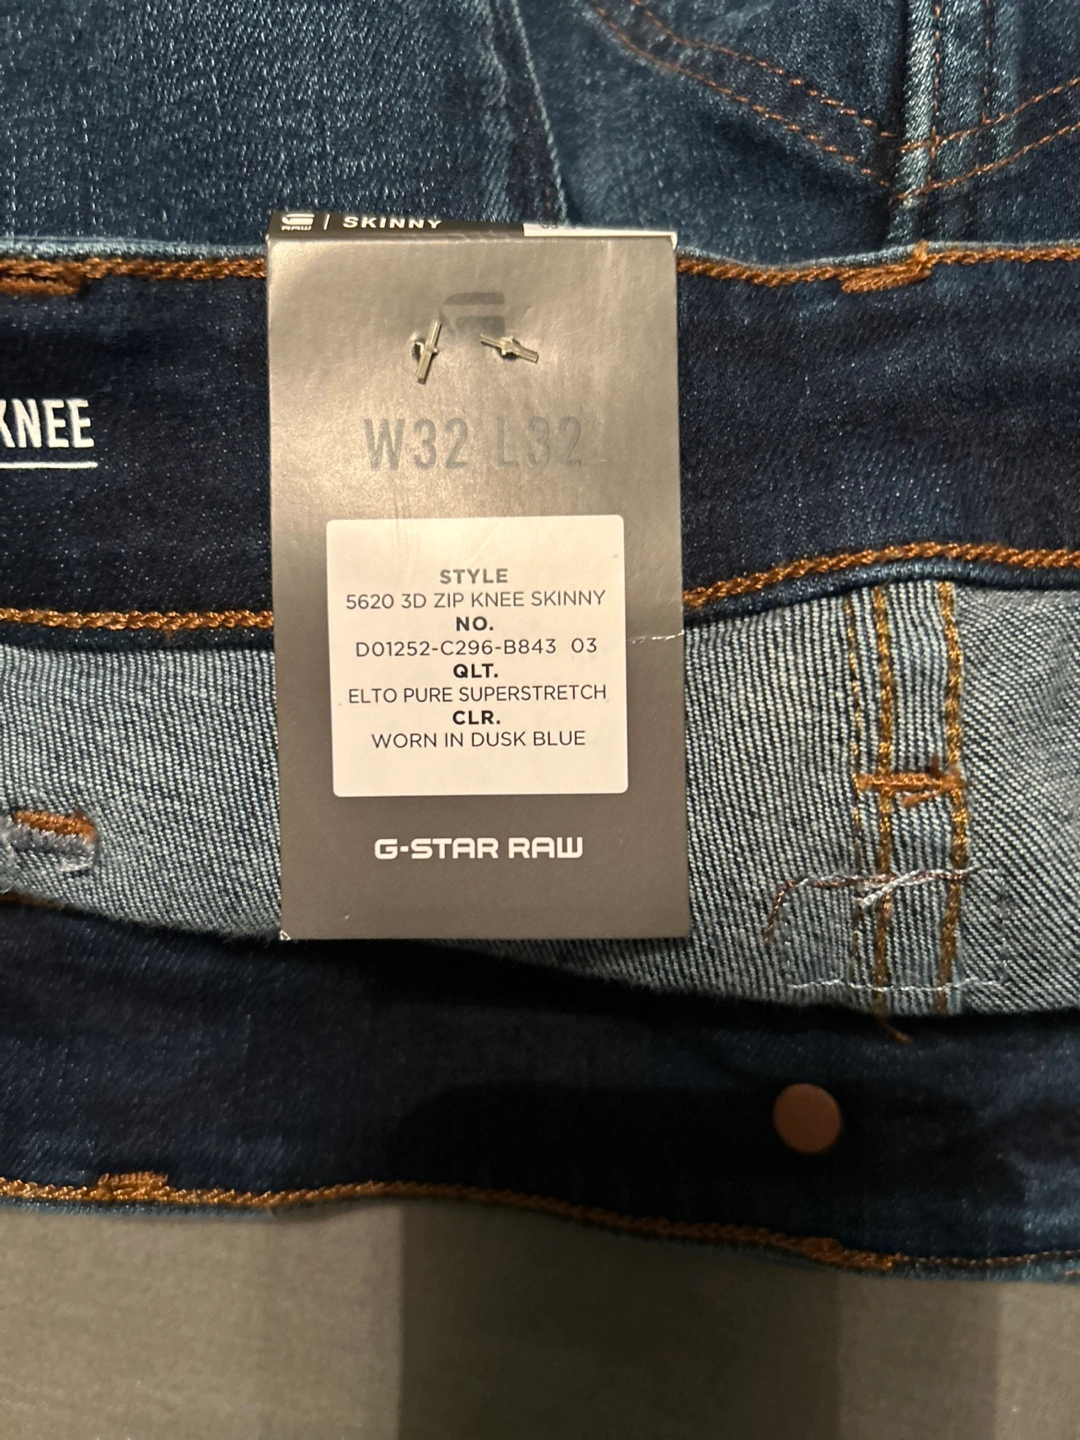 RAW | SKINNY
KNEE
W32 L32
STYLE
5620 3D ZIP KNEE SKINNY
NO.
D01252-C296-B843 03
QLT.
ELTO PURE SUPERSTRETCH
CLR.
WORN IN DUSK BLUE
G-STAR RAW